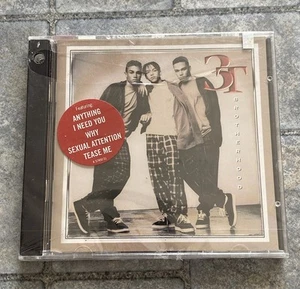 Featuring
ANYTHING
I NEED YOU
WHY
SEXUAL ATTENTION
TEASE ME
3T
BROTHERHOOD